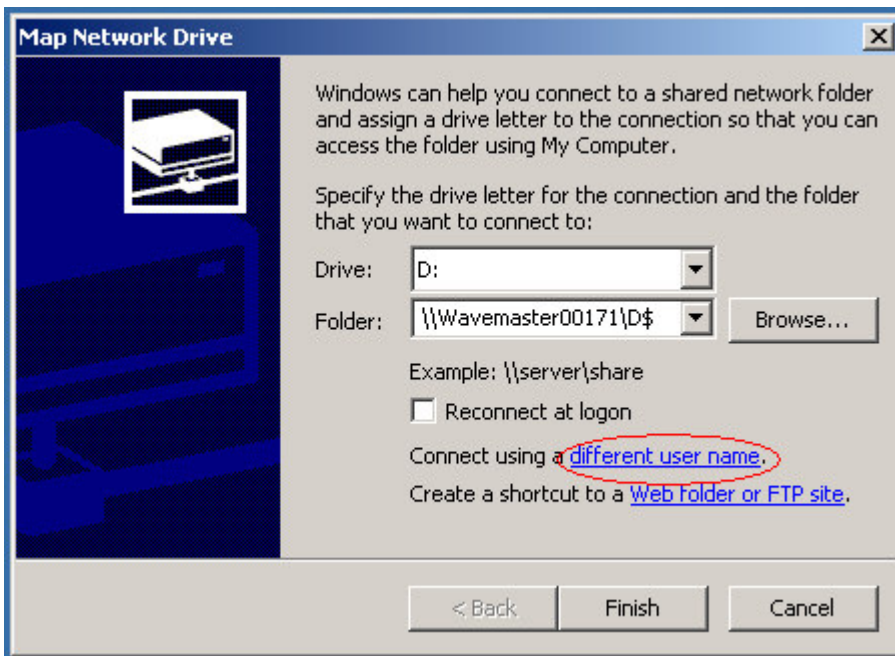 Map Network Drive
Windows can help you connect to a shared network folder
and assign a drive letter to the connection so that you can
access the folder using My Computer.
Specify the drive letter for the connection and the folder
that you want to connect to:
Drive: D:
Folder: \\Wavemaster00171\D$ Browse...
Example: \\server\share
Reconnect at logon
Connect using a different user name.
Create a shortcut to a Web folder or FTP site.
< Back Finish Cancel